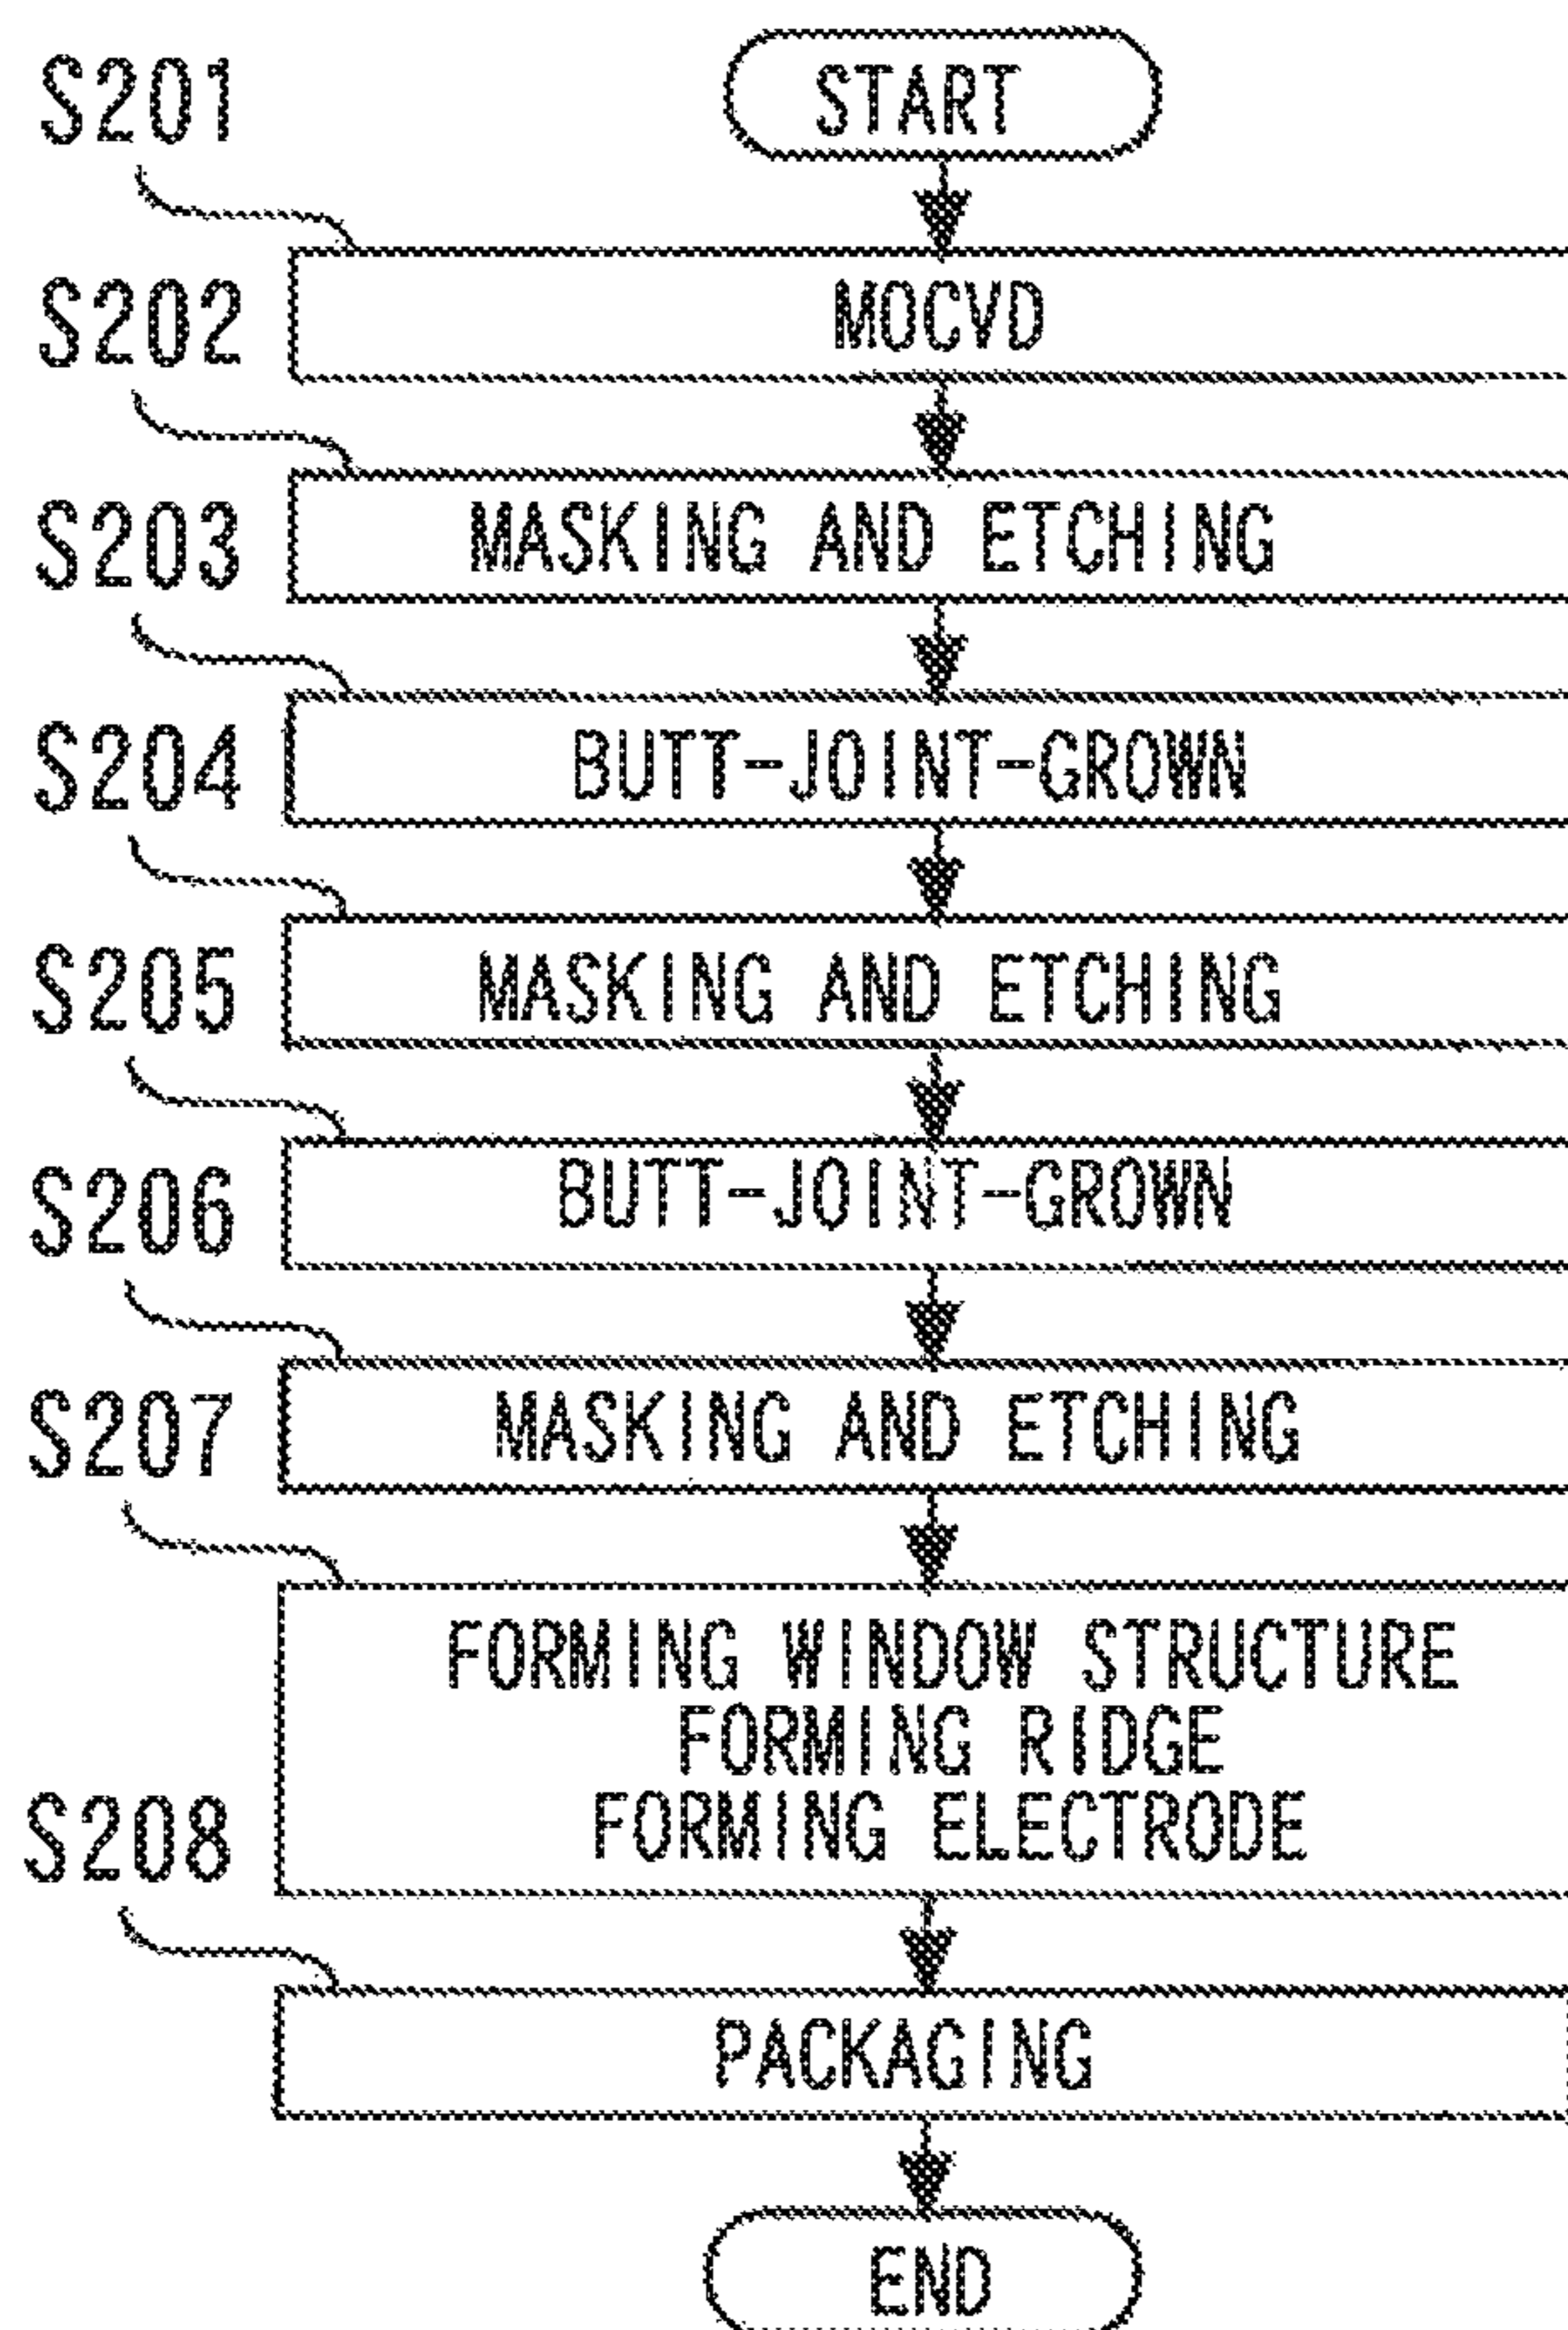 START
S201
MOCVD
S202
MASKING AND ETCHING
S203
BUTT-JOINT-GROWN
S204
MASKING AND ETCHING
S205
BUTT-JOINT-GROWN
S206
MASKING AND ETCHING
S207
FORMING WINDOW STRUCTURE
FORMING RIDGE
FORMING ELECTRODE
S208
PACKAGING
END